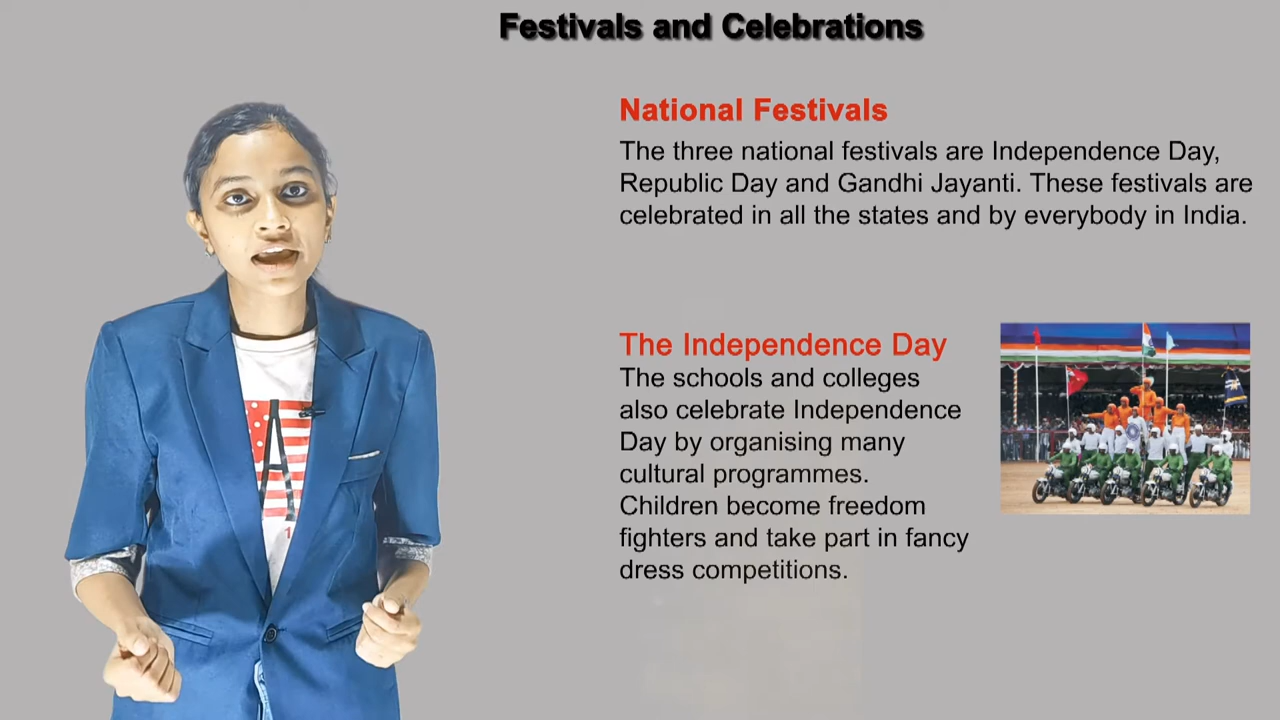 Festivals and Celebrations
National Festivals
The three national festivals are Independence Day,
Republic Day and Gandhi Jayanti. These festivals are
celebrated in all the states and by everybody in India.
The Independence Day
The schools and colleges
also celebrate Independence
Day by organising many
cultural programmes.
Children become freedom
fighters and take part in fancy
dress competitions.
A